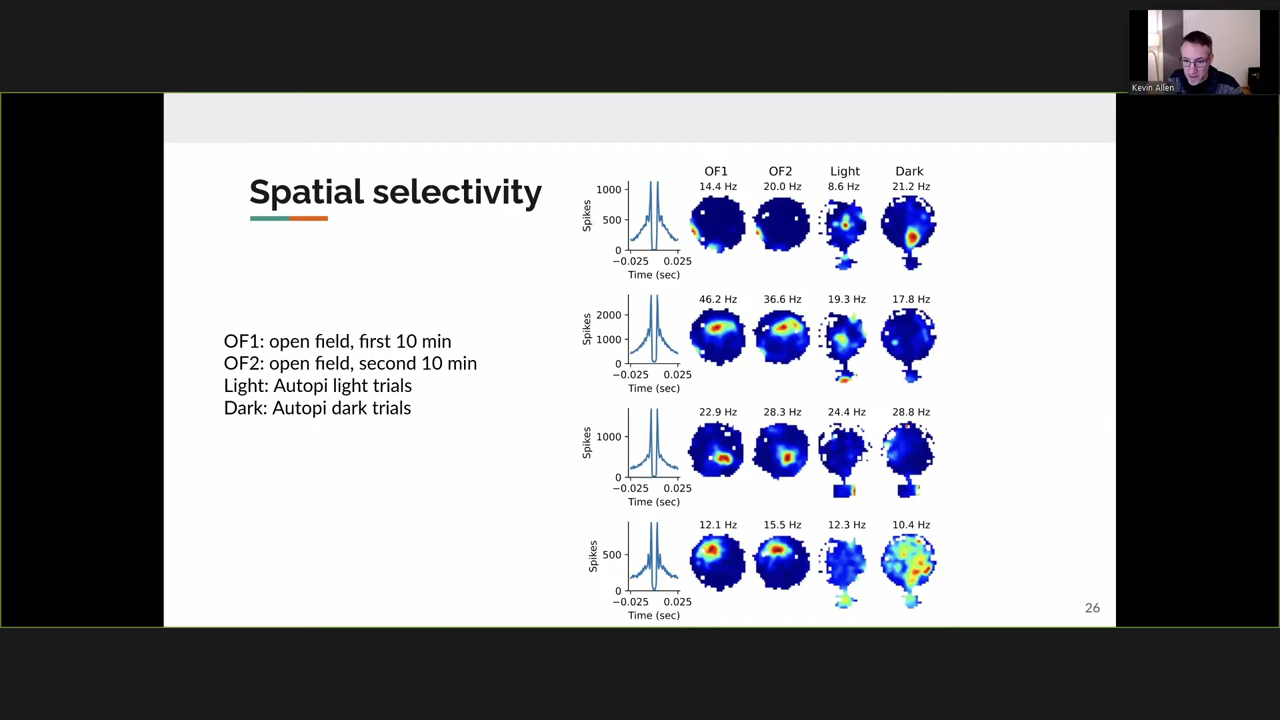 Kevin Allen
Spatial selectivity
OF1: open field, first 10 min
OF2: open field, second 10 min
Light: Autopi light trials
Dark: Autopi dark trials
OF1 OF2 Light Dark
14.4 Hz 20.0 Hz 8.6 Hz 21.2 Hz
Spikes
1000
500
0
−0.025 0.025
Time (sec)
46.2 Hz 36.6 Hz 19.3 Hz 17.8 Hz
Spikes
2000
1000
0
−0.025 0.025
Time (sec)
22.9 Hz 28.3 Hz 24.4 Hz 28.8 Hz
Spikes
1000
0
−0.025 0.025
Time (sec)
12.1 Hz 15.5 Hz 12.3 Hz 10.4 Hz
Spikes
500
0
−0.025 0.025
Time (sec)
26